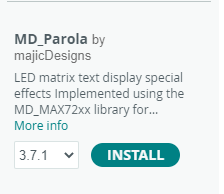 MD_Parola by
majicDesigns
LED matrix text display special
effects Implemented using the
MD_MAX72xx library for...
More info
3.7.1 INSTALL